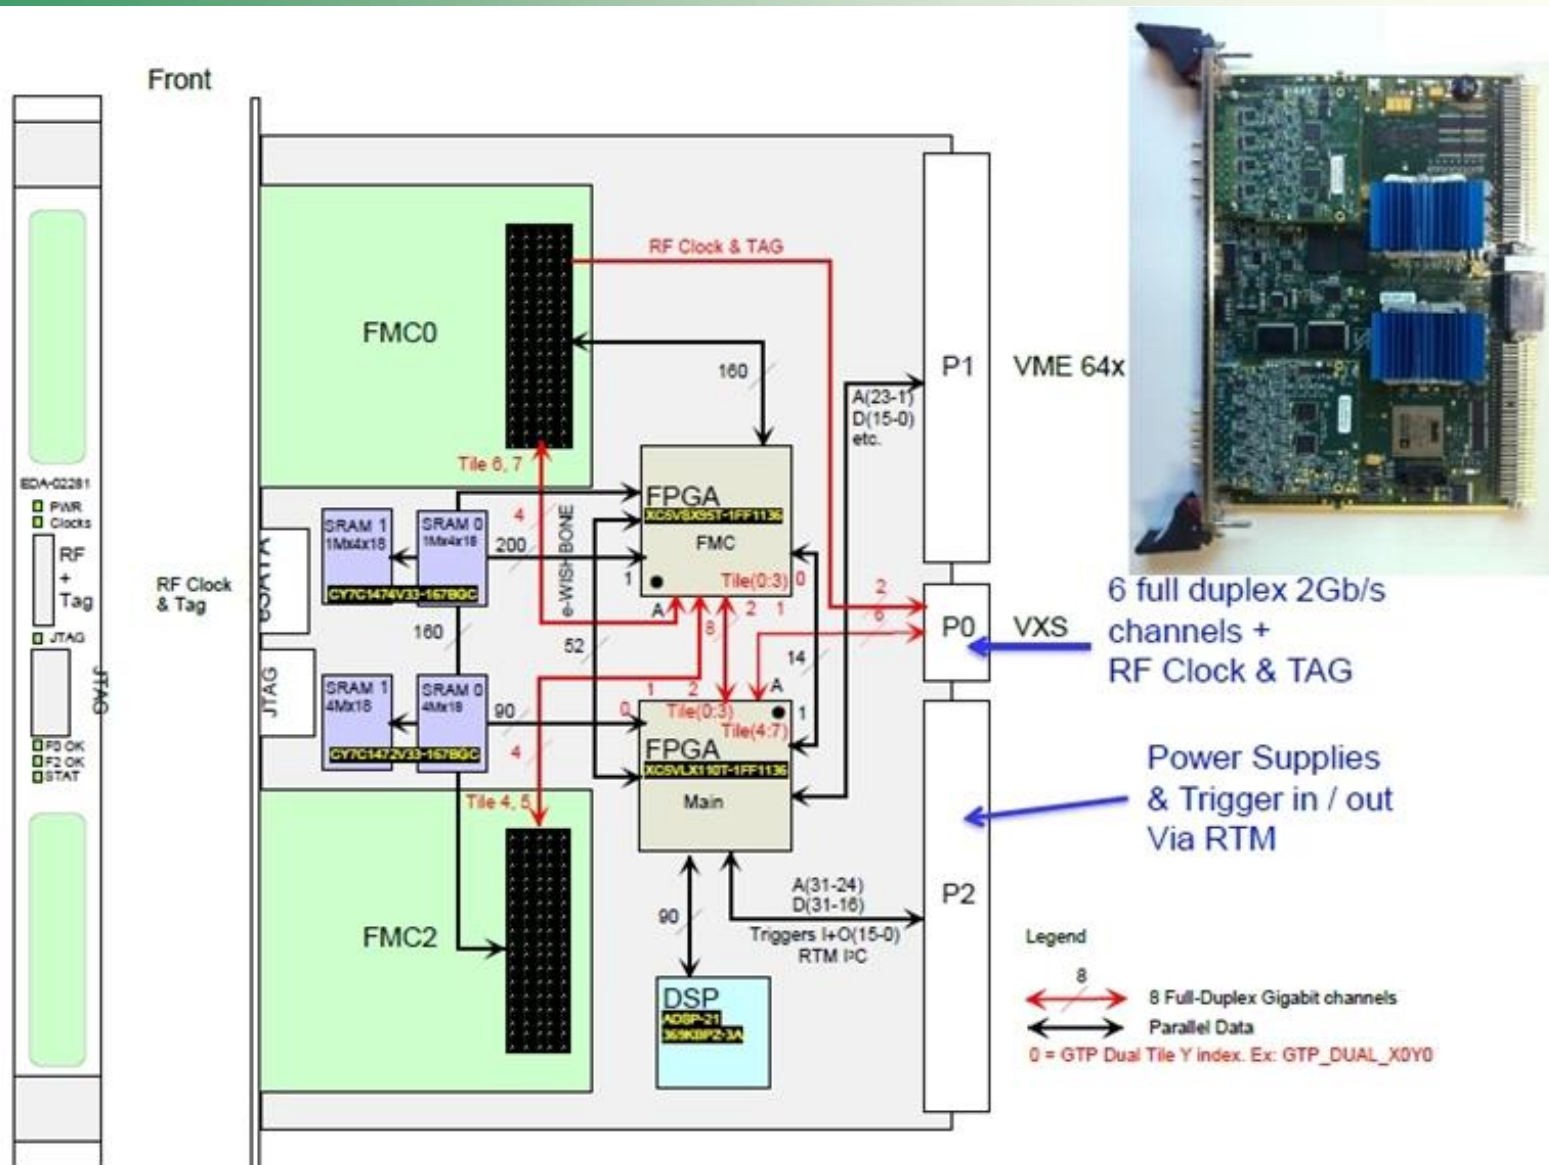 Front
EDA-02281
PWR
Clocks
RF
+
Tag
JTAG
JTAG
F0 OK
F2 OK
STAT
RF Clock
& Tag
JTAG
FMC0
RF Clock & TAG
160
Tile 6, 7
4
e-WISHBONE
SRAM 1
1Mx4x18
SRAM 0
1Mx4x18
CY7C1474V33-167BGC
200
160
52
FPGA
XC5VSX95T-1FF1136
FMC
1
Tile(0:3)
0
A
8
2
1
14
2
6
A(23-1)
D(15-0)
etc.
P1
VME 64x
P0
VXS
6 full duplex 2Gb/s
channels +
RF Clock & TAG
SRAM 1
4Mx18
SRAM 0
4Mx18
CY7C1472V33-167BGC
90
4
Tile 4, 5
1
2
0
A
Tile(0:3)
1
Tile(4:7)
FPGA
XC5VLX110T-1FF1136
Main
Power Supplies
& Trigger in / out
Via RTM
P2
FMC2
90
A(31-24)
D(31-16)
Triggers I+O(15-0)
RTM I²C
DSP
ADSP-21
369KBPZ-3A
Legend
8
8 Full-Duplex Gigabit channels
Parallel Data
0 = GTP Dual Tile Y index. Ex: GTP_DUAL_X0Y0